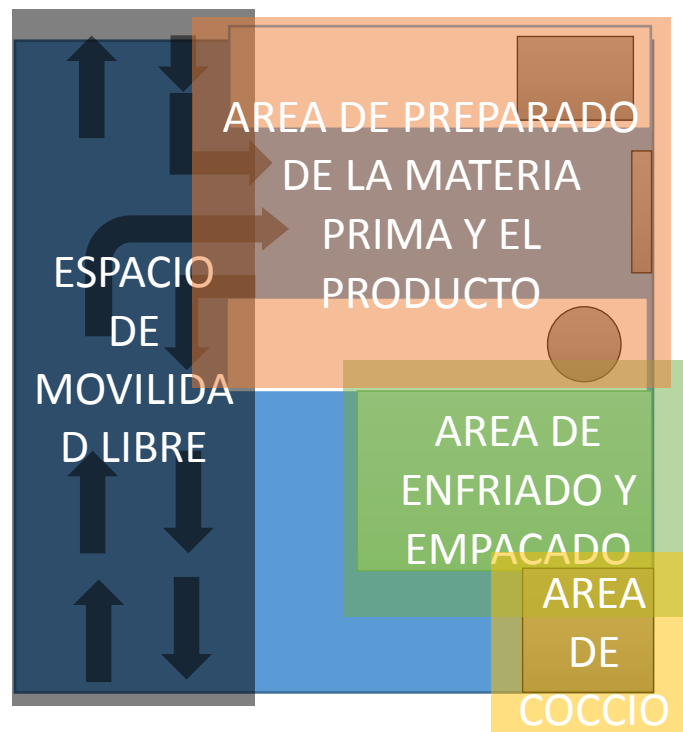 AREA DE PREPARADO
DE LA MATERIA
PRIMA Y EL
PRODUCTO
ESPACIO
DE
MOVILIDA
D LIBRE
AREA DE
ENFRIADO Y
EMPACADO
AREA
DE
COCCIO